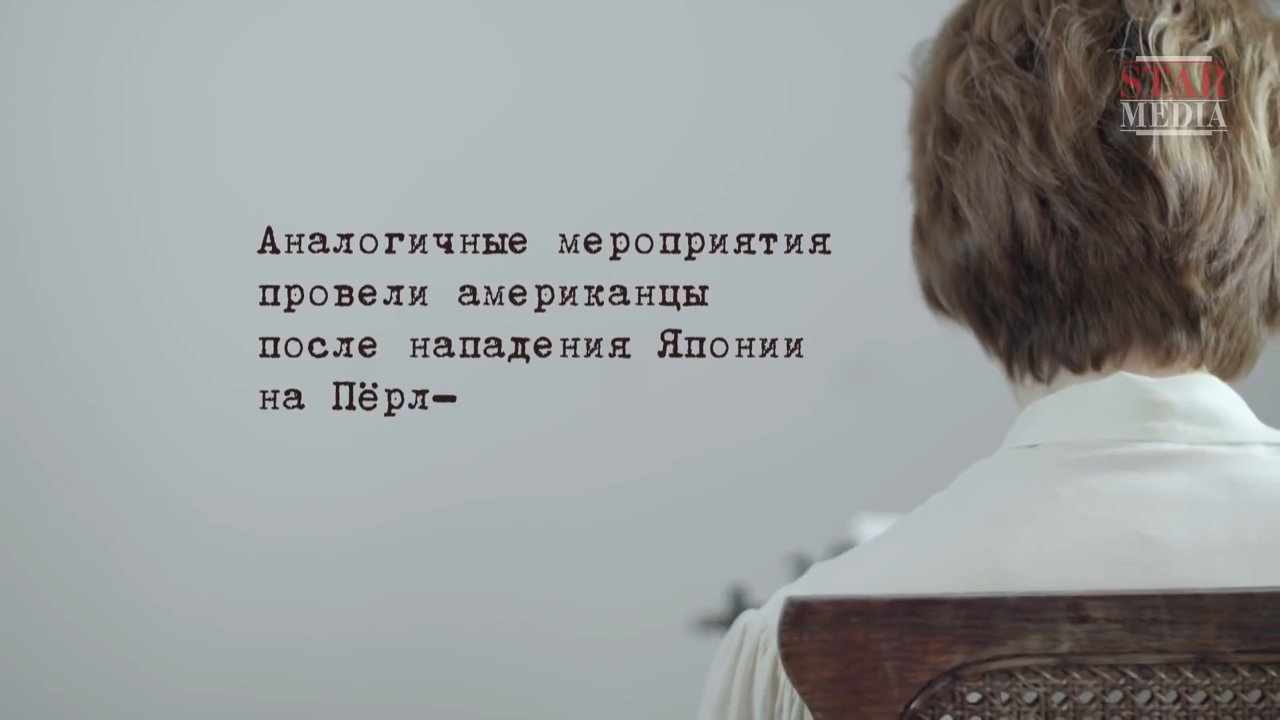 STAR
MEDIA
Аналогичные мероприятия
провели американцы
после нападения Японии
на Пёрл-